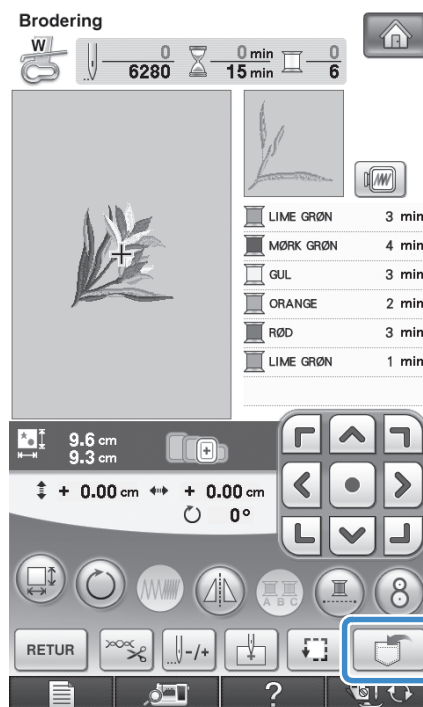 Brodering
W
0
6280
0 min
15 min
0
6
LIME GRØN 3 min
MØRK GRØN 4 min
GUL 3 min
ORANGE 2 min
RØD 3 min
LIME GRØN 1 min
9.6 cm
9.3 cm
+ 0.00 cm + 0.00 cm
0°
A B C
8
RETUR
-/+
?